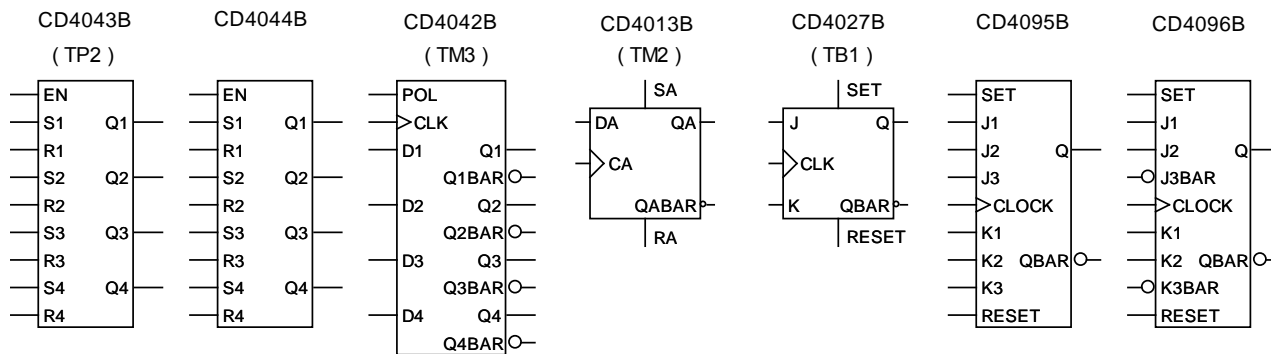 CD4043B
( TP2 )
EN
S1 Q1
R1
S2 Q2
R2
S3 Q3
R3
S4 Q4
R4
CD4044B
EN
S1 Q1
R1
S2 Q2
R2
S3 Q3
R3
S4 Q4
R4
CD4042B
( TM3 )
POL
CLK
D1 Q1
Q1BAR
D2 Q2
Q2BAR
D3 Q3
Q3BAR
D4 Q4
Q4BAR
CD4013B
( TM2 )
SA
DA QA
CA
QABAR
RA
CD4027B
( TB1 )
SET
J Q
CLK
K QBAR
RESET
CD4095B
SET
J1
J2 Q
J3
CLOCK
K1
K2 QBAR
K3
RESET
CD4096B
SET
J1
J2 Q
J3BAR
CLOCK
K1
K2 QBAR
K3BAR
RESET